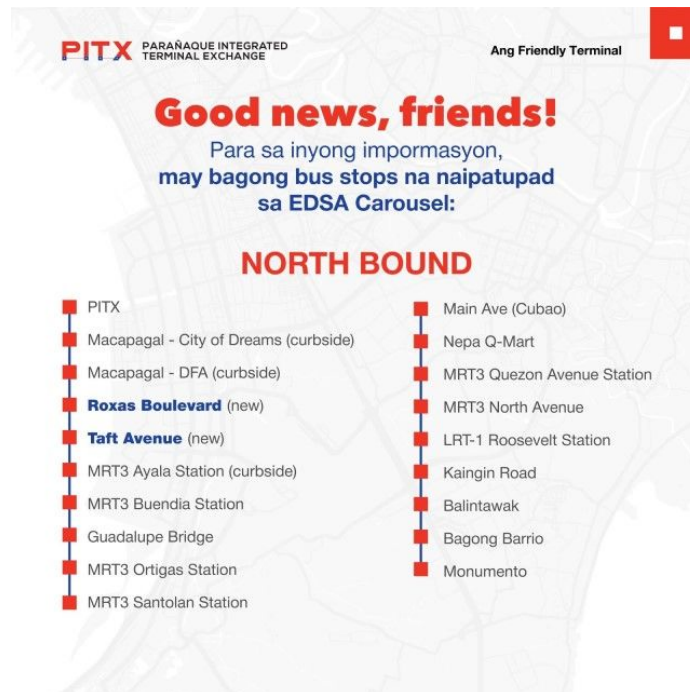 PITX PARAÑAQUE INTEGRATED
TERMINAL EXCHANGE
Ang Friendly Terminal
Good news, friends!
Para sa inyong impormasyon,
may bagong bus stops na naipatupad
sa EDSA Carousel:
NORTH BOUND
PITX
Macapagal - City of Dreams (curbside)
Macapagal - DFA (curbside)
Roxas Boulevard (new)
Taft Avenue (new)
MRT3 Ayala Station (curbside)
MRT3 Buendia Station
Guadalupe Bridge
MRT3 Ortigas Station
MRT3 Santolan Station
Main Ave (Cubao)
Nepa Q-Mart
MRT3 Quezon Avenue Station
MRT3 North Avenue
LRT-1 Roosevelt Station
Kaingin Road
Balintawak
Bagong Barrio
Monumento